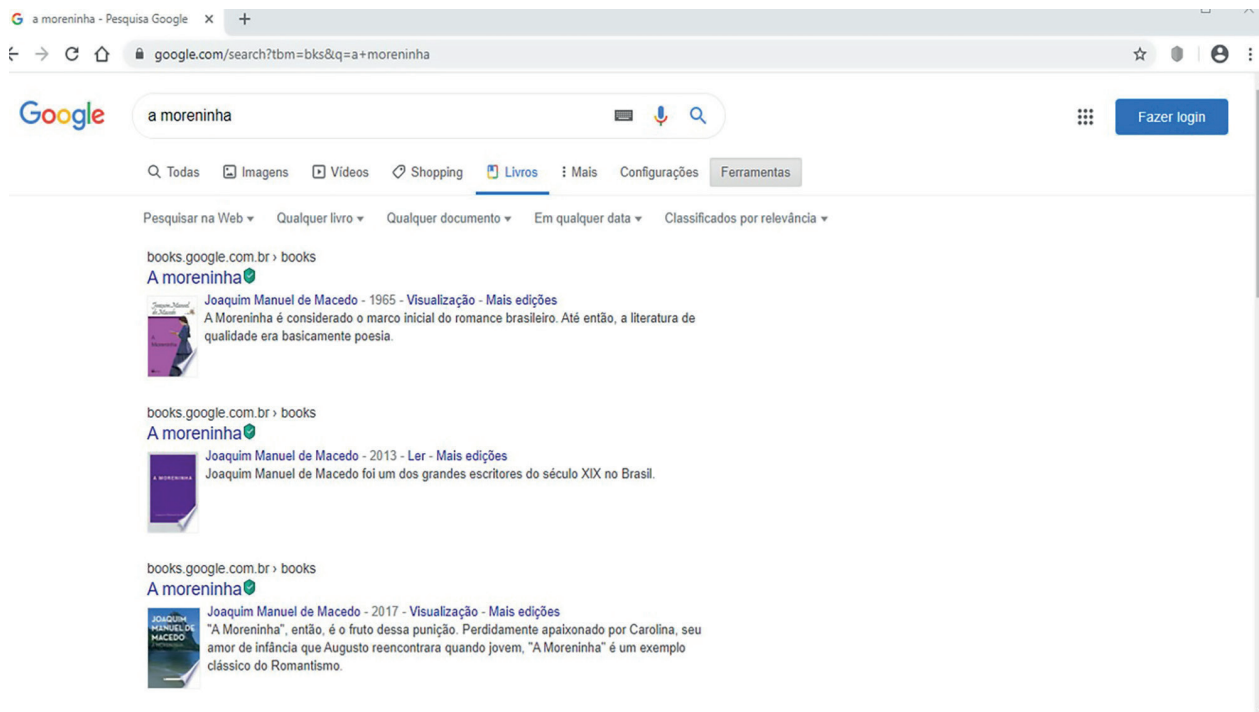 a moreninha - Pesquisa Google
google.com/search?tbm=bks&q=a+moreninha
Google
a moreninha
Fazer login
Todas Imagens Vídeos Shopping Livros Mais Configurações Ferramentas
Pesquisar na Web Qualquer livro Qualquer documento Em qualquer data Classificados por relevância
books.google.com.br › books
A moreninha
Joaquim Manuel de Macedo - 1965 - Visualização - Mais edições
A Moreninha é considerado o marco inicial do romance brasileiro. Até então, a literatura de
qualidade era basicamente poesia.
books.google.com.br › books
A moreninha
A MORENINHA
Joaquim Manuel de Macedo - 2013 - Ler - Mais edições
Joaquim Manuel de Macedo foi um dos grandes escritores do século XIX no Brasil.
books.google.com.br › books
A moreninha
JOAQUIM
MANUEL DE
MACEDO
Joaquim Manuel de Macedo - 2017 - Visualização - Mais edições
"A Moreninha", então, é o fruto dessa punição. Perdidamente apaixonado por Carolina, seu
amor de infância que Augusto reencontrara quando jovem, "A Moreninha" é um exemplo
clássico do Romantismo.